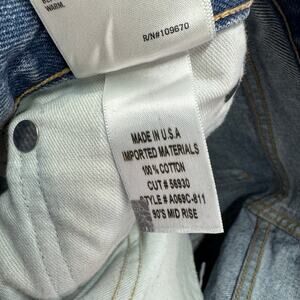 WARM.
R/N#109670
MADE IN U.S.A
IMPORTED MATERIALS
100% COTTON
CUT # 56930
STYLE # A069C-811
90'S MID RISE